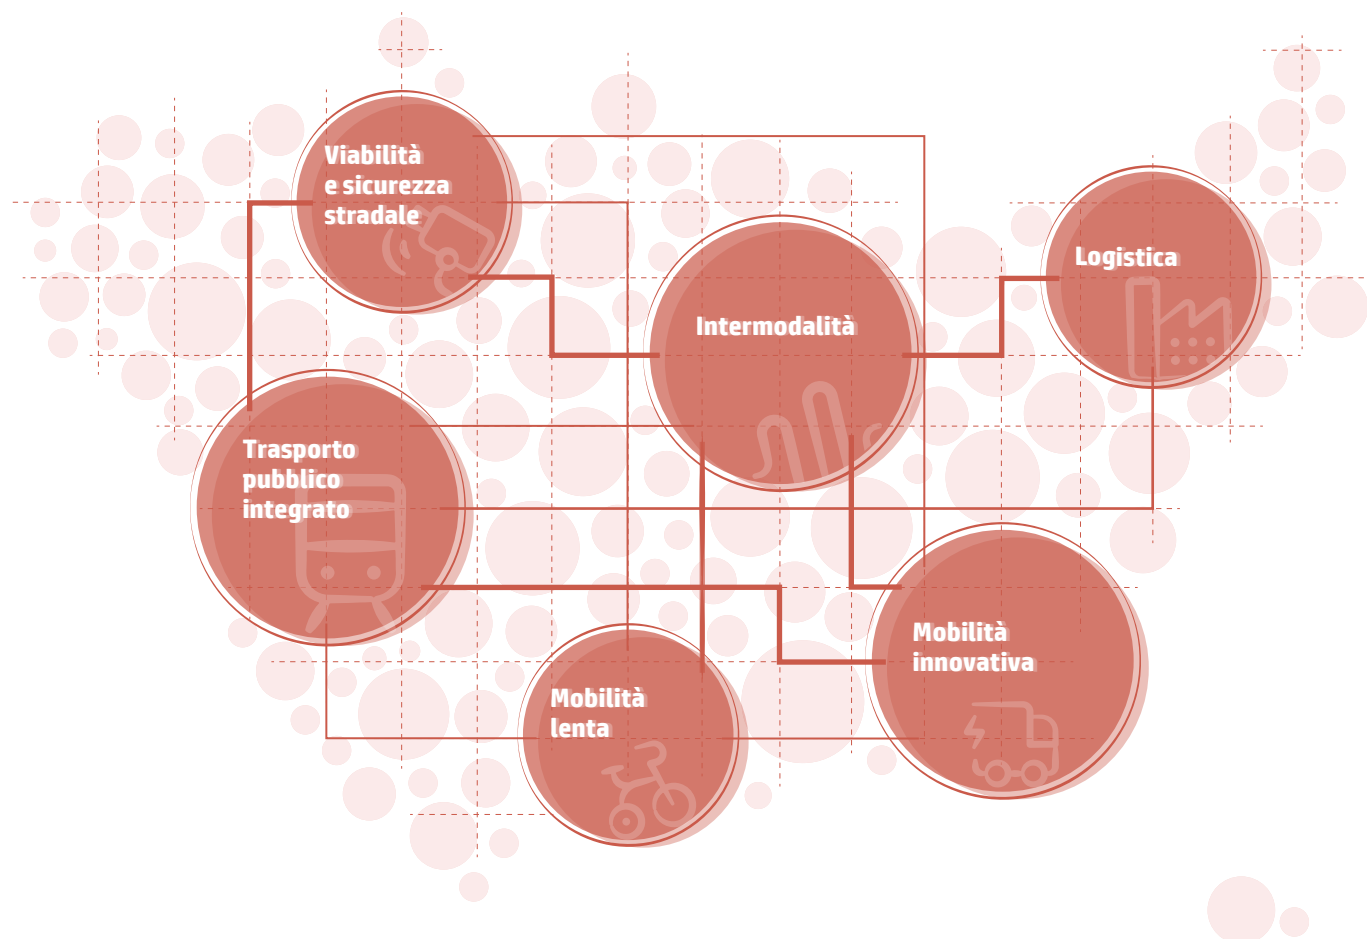 Viabilità
e sicurezza
stradale
Logistica
Intermodalità
Trasporto
pubblico
integrato
Mobilità
innovativa
Mobilità
lenta